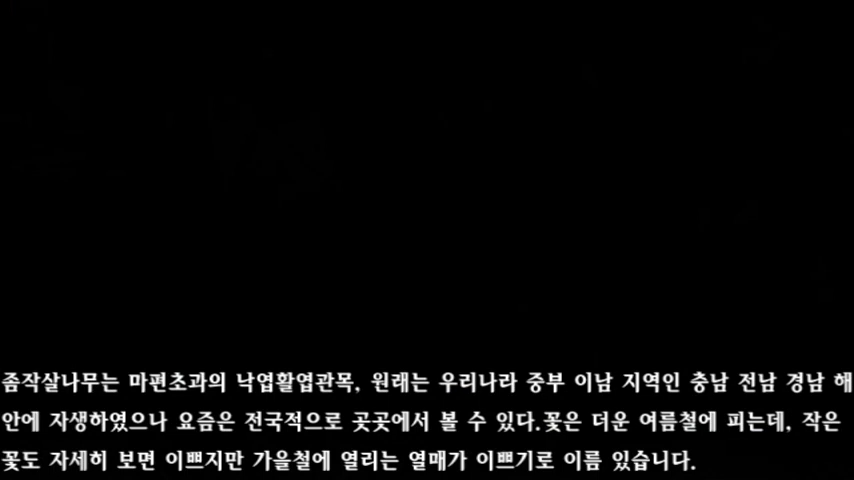 좀작살나무는 마편초과의 낙엽활엽관목, 원래는 우리나라 중부 이남 지역인 충남 전남 경남 해
안에 자생하였으나 요즘은 전국적으로 곳곳에서 볼 수 있다.꽃은 더운 여름철에 피는데, 작은
꽃도 자세히 보면 이쁘지만 가을철에 열리는 열매가 이쁘기로 이름 있습니다.